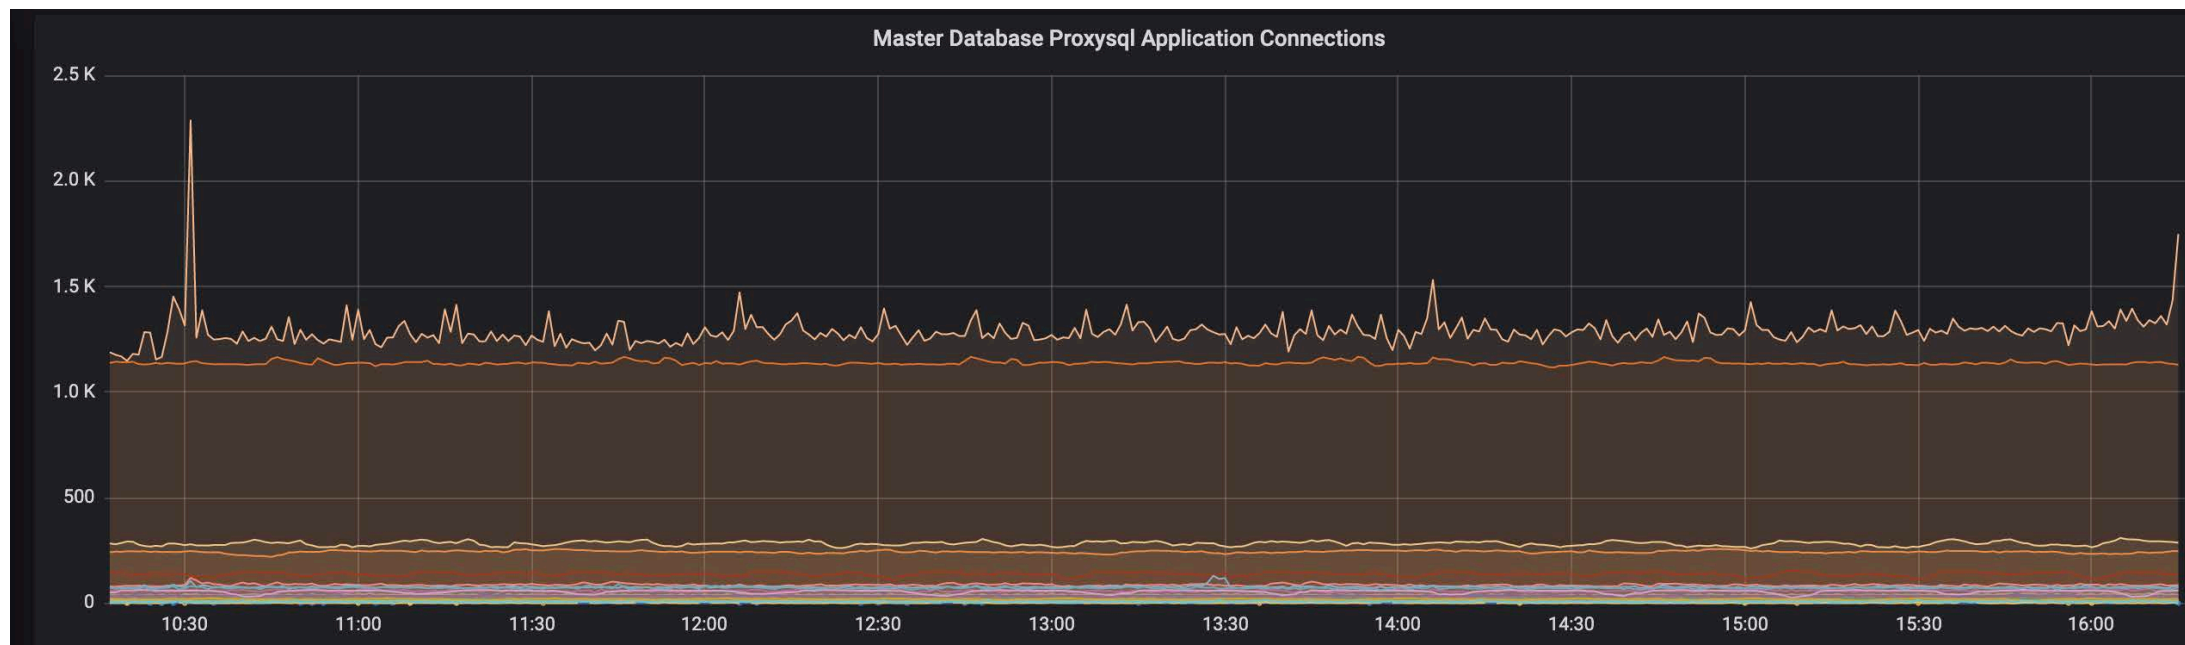 Master Database Proxysql Application Connections
2.5 K
2.0 K
1.5 K
1.0 K
500
0
10:30 11:00 11:30 12:00 12:30 13:00 13:30 14:00 14:30 15:00 15:30 16:00